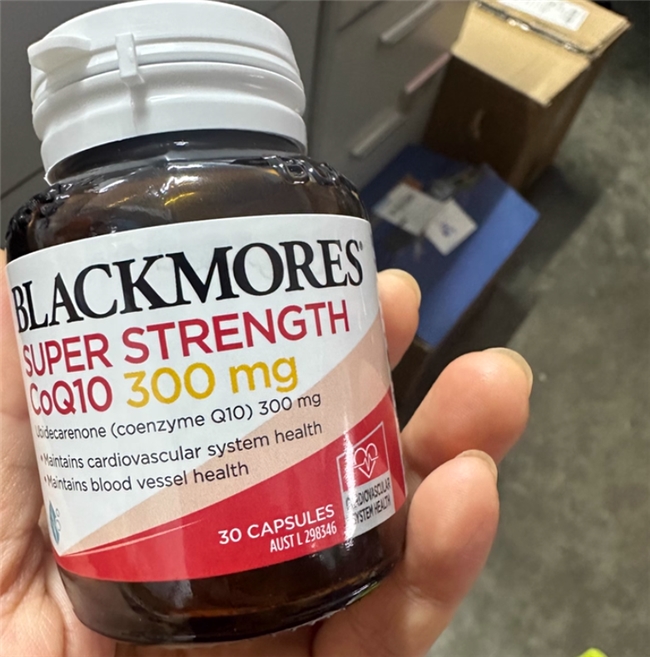 BLACKMORES®
SUPER STRENGTH
CoQ10 300 mg
Ubidecarenone (coenzyme Q10) 300 mg
• Maintains cardiovascular system health
• Maintains blood vessel health
CARDIOVASCULAR
SYSTEM HEALTH
30 CAPSULES
AUST L 298346